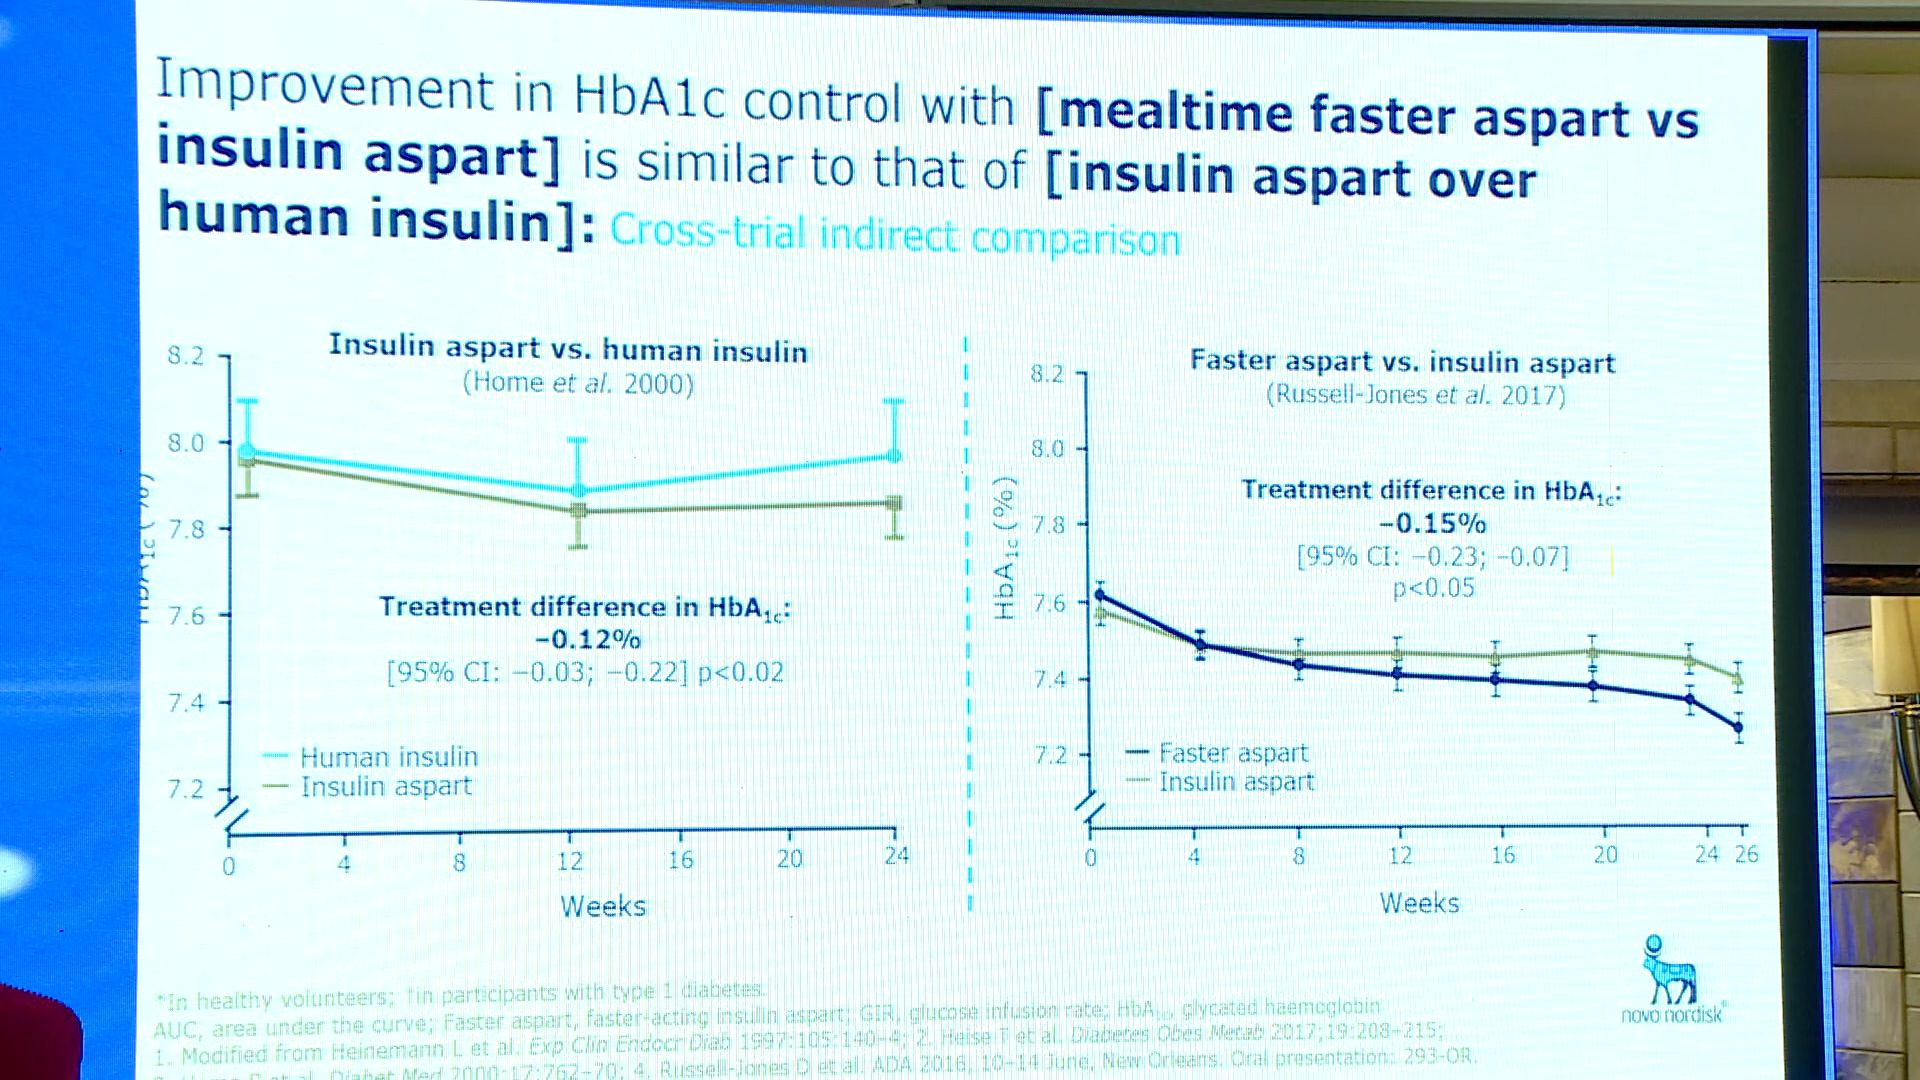 Improvement in HbA1c control with [mealtime faster aspart vs
insulin aspart] is similar to that of [insulin aspart over
human insulin]: Cross-trial indirect comparison
Insulin aspart vs. human insulin
(Home et al. 2000)
8.2
8.0
7.8
7.6
7.4
7.2
HbA1c (%)
Treatment difference in HbA1c:
−0.12%
[95% CI: −0.03; −0.22] p<0.02
Human insulin
Insulin aspart
0 4 8 12 16 20 24
Weeks
Faster aspart vs. insulin aspart
(Russell-Jones et al. 2017)
8.2
8.0
7.8
7.6
7.4
7.2
HbA1c (%)
Treatment difference in HbA1c:
−0.15%
[95% CI: −0.23; −0.07]
p<0.05
Faster aspart
Insulin aspart
0 4 8 12 16 20 24 26
Weeks
novo nordisk®
*In healthy volunteers; †in participants with type 1 diabetes.
AUC, area under the curve; Faster aspart, faster-acting insulin aspart; GIR, glucose infusion rate; HbA1c, glycated haemoglobin
1. Modified from Heinemann L et al. Exp Clin Endocr Diab 1997;105:140–4; 2. Heise T et al. Diabetes Obes Metab 2017;19:208–215;
et al. Diabet Med 2000;17:762–70; 4. Russell-Jones D et al. ADA 2016, 10–14 June, New Orleans. Oral presentation: 293-OR.